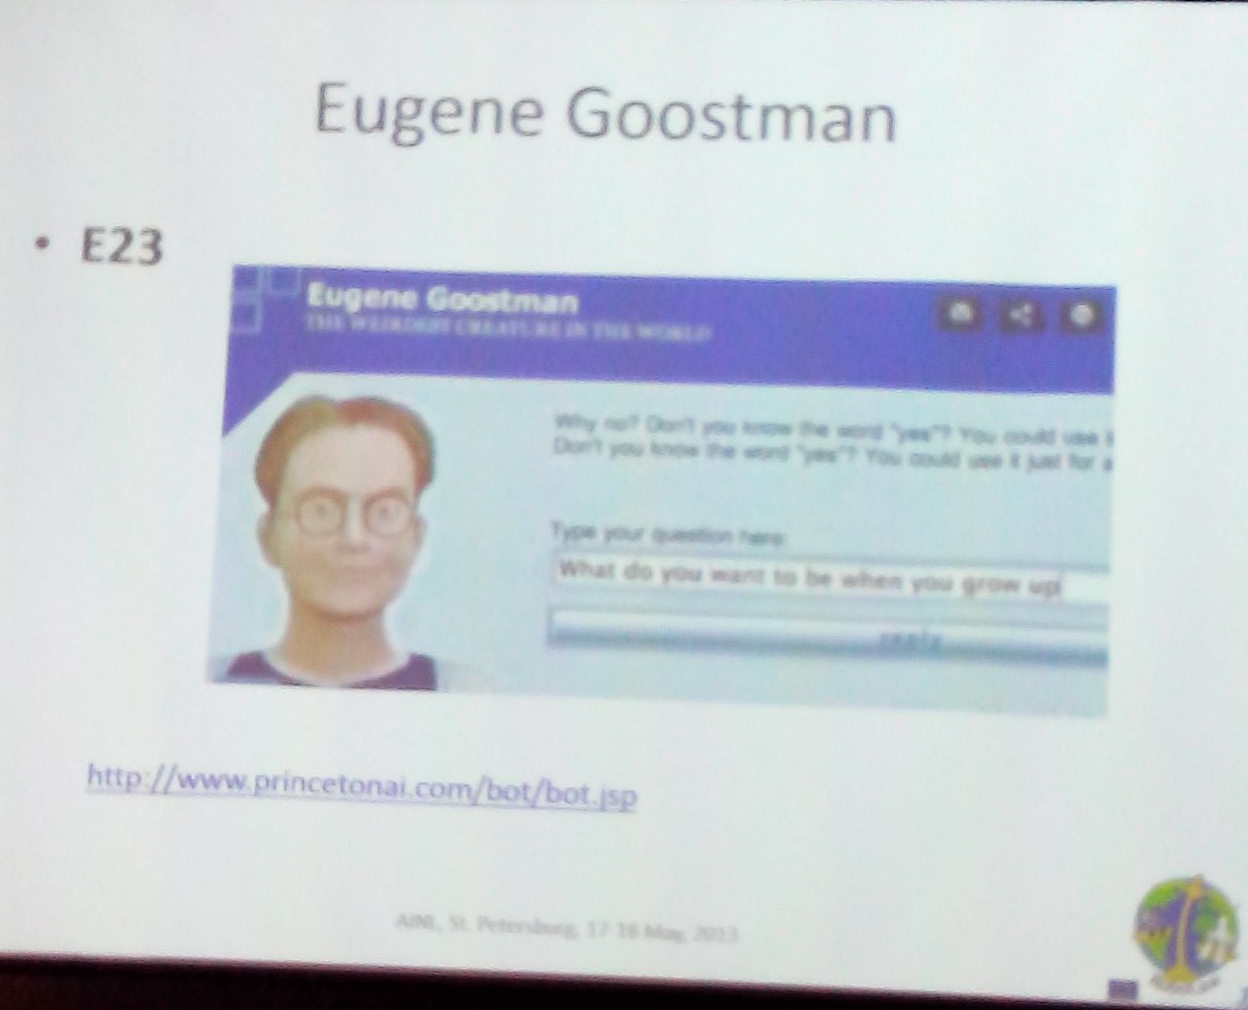 Eugene Goostman
• E23
Eugene Goostman
THE WEIRDEST CREATURE IN THE WORLD
Why no? Don't you know the word "yes"? You could use
Don't you know the word "yes"? You could use it just for a
Type your question here:
What do you want to be when you grow up
reply
http://www.princetonai.com/bot/bot.jsp
AINL, St. Petersburg, 17-18 May, 2013